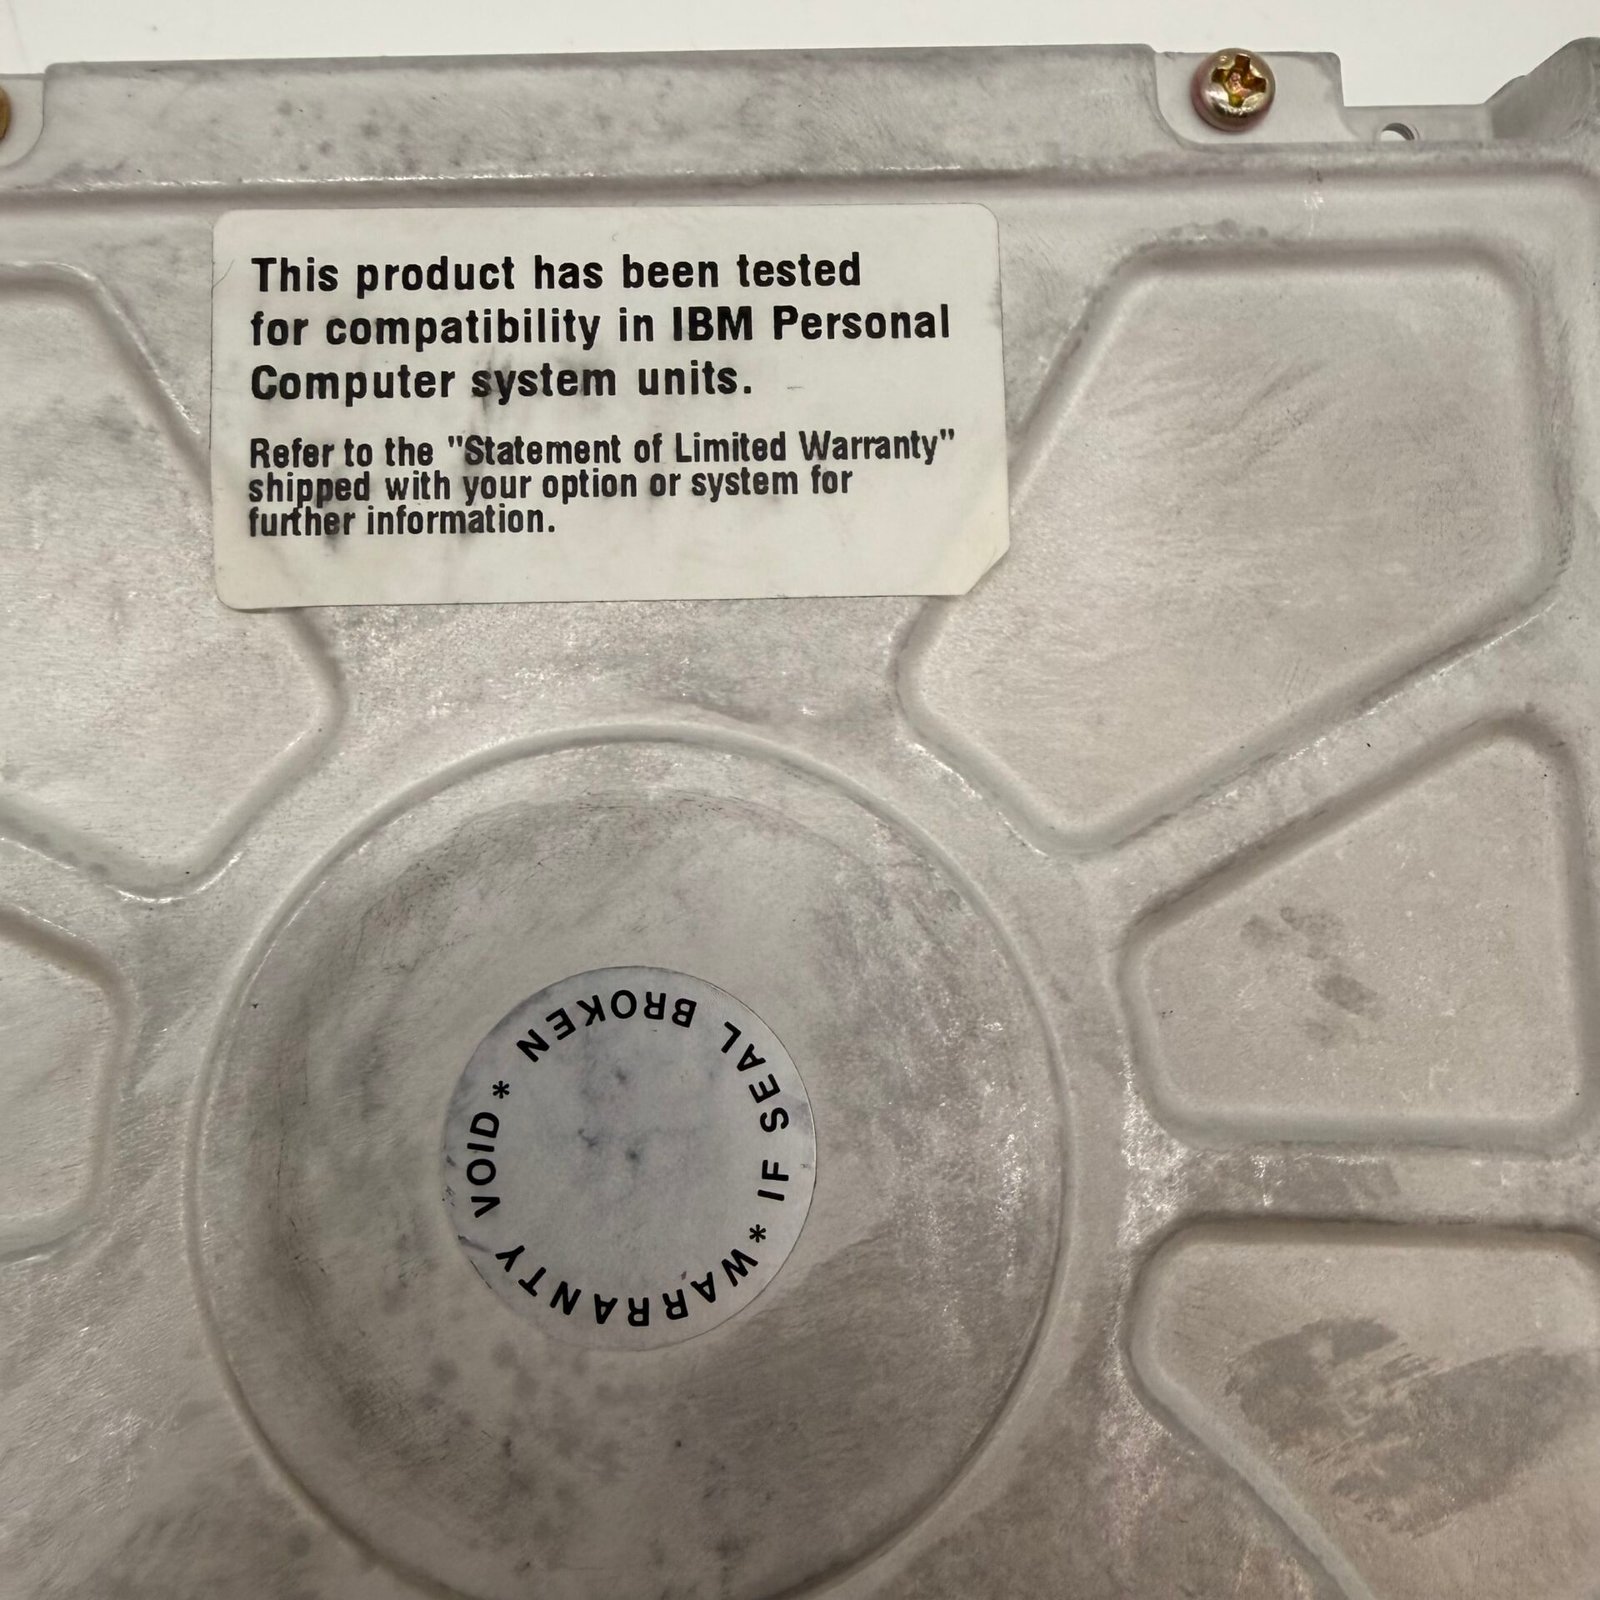 This product has been tested
for compatibility in IBM Personal
Computer system units.
Refer to the "Statement of Limited Warranty"
shipped with your option or system for
further information.
*WARRANTY VOID* BROKEN SEAL IF